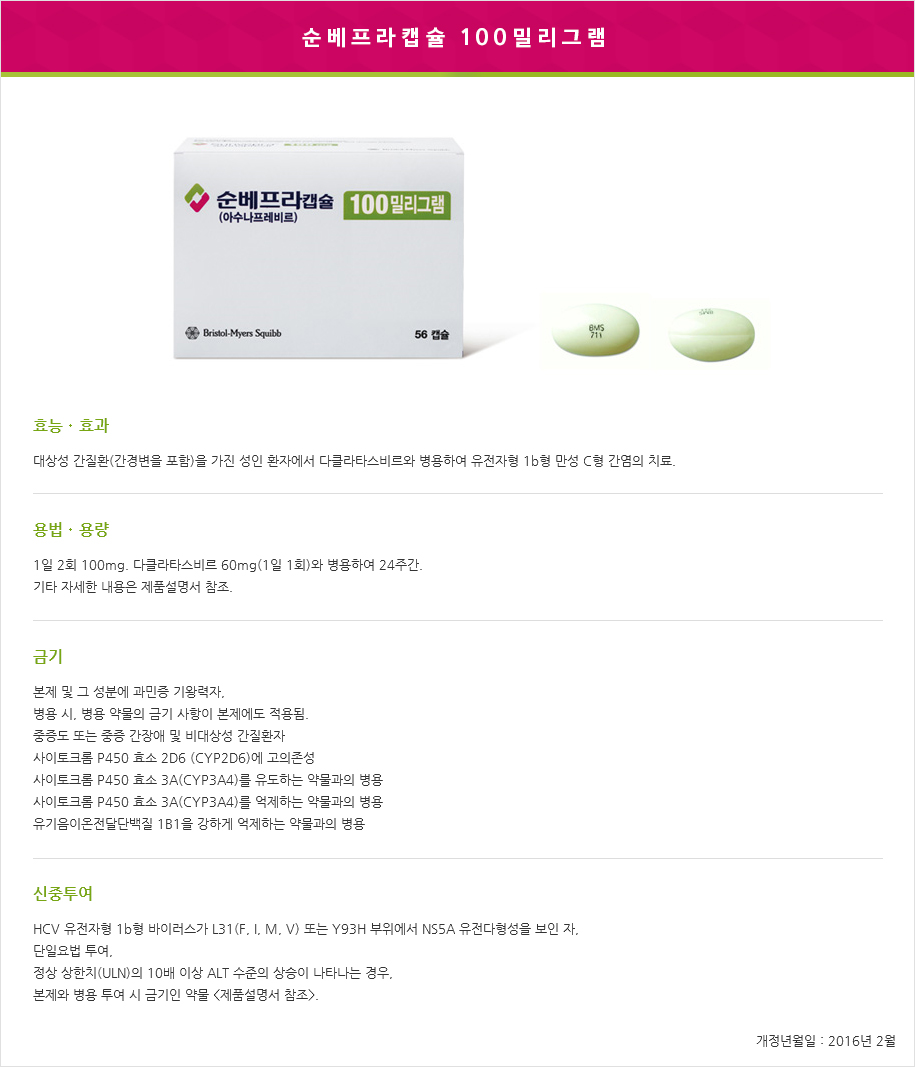 순베프라캡슐 100밀리그램
순베프라캡슐 100밀리그램
(아수나프레비르)
Bristol-Myers Squibb
56 캡슐
BMS
711
효능 · 효과
대상성 간질환(간경변을 포함)을 가진 성인 환자에서 다클라타스비르와 병용하여 유전자형 1b형 만성 C형 간염의 치료.
용법 · 용량
1일 2회 100mg. 다클라타스비르 60mg(1일 1회)와 병용하여 24주간.
기타 자세한 내용은 제품설명서 참조.
금기
본제 및 그 성분에 과민증 기왕력자,
병용 시, 병용 약물의 금기 사항이 본제에도 적용됨.
중증도 또는 중증 간장애 및 비대상성 간질환자
사이토크롬 P450 효소 2D6 (CYP2D6)에 고의존성
사이토크롬 P450 효소 3A(CYP3A4)를 유도하는 약물과의 병용
사이토크롬 P450 효소 3A(CYP3A4)를 억제하는 약물과의 병용
유기음이온전달단백질 1B1을 강하게 억제하는 약물과의 병용
신중투여
HCV 유전자형 1b형 바이러스가 L31(F, I, M, V) 또는 Y93H 부위에서 NS5A 유전다형성을 보인 자,
단일요법 투여,
정상 상한치(ULN)의 10배 이상 ALT 수준의 상승이 나타나는 경우,
본제와 병용 투여 시 금기인 약물 <제품설명서 참조>.
개정년월일 : 2016년 2월